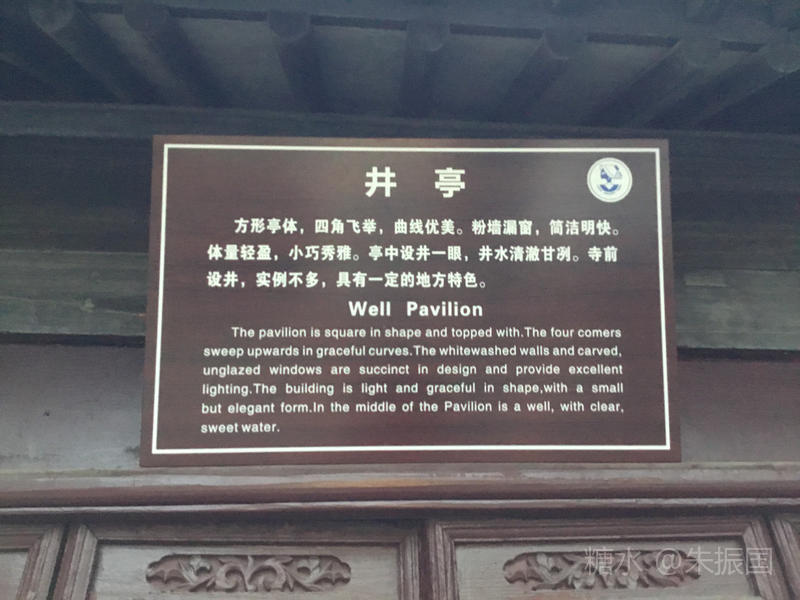 井 亭
方形亭体，四角飞举，曲线优美。粉墙漏窗，简洁明快。
体量轻盈，小巧秀雅。亭中设井一眼，井水清澈甘冽。寺前
设井，实例不多，具有一定的地方特色。
Well Pavilion
The pavilion is square in shape and topped with.The four comers
sweep upwards in graceful curves.The whitewashed walls and carved,
unglazed windows are succinct in design and provide excellent
lighting.The building is light and graceful in shape,with a small
but elegant form.In the middle of the Pavilion is a well, with clear,
sweet water.
糖水 @朱振国